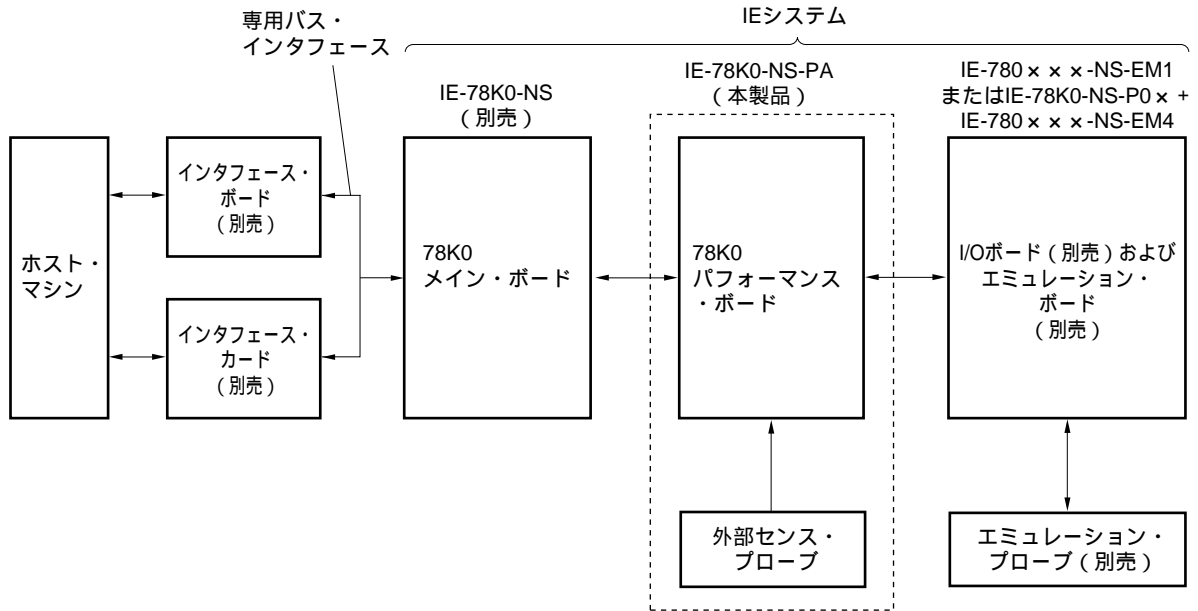 専用バス・
インタフェース
IEシステム
IE-78K0-NS
（別売）
IE-78K0-NS-PA
（本製品）
IE-780×××-NS-EM1
またはIE-78K0-NS-P0× +
IE-780×××-NS-EM4
ホスト・
マシン
インタフェース・
ボード
（別売）
インタフェース・
カード
（別売）
78K0
メイン・ボード
78K0
パフォーマンス
・ボード
I/Oボード（別売）および
エミュレーション・
ボード
（別売）
外部センス・
プローブ
エミュレーション・
プローブ（別売）